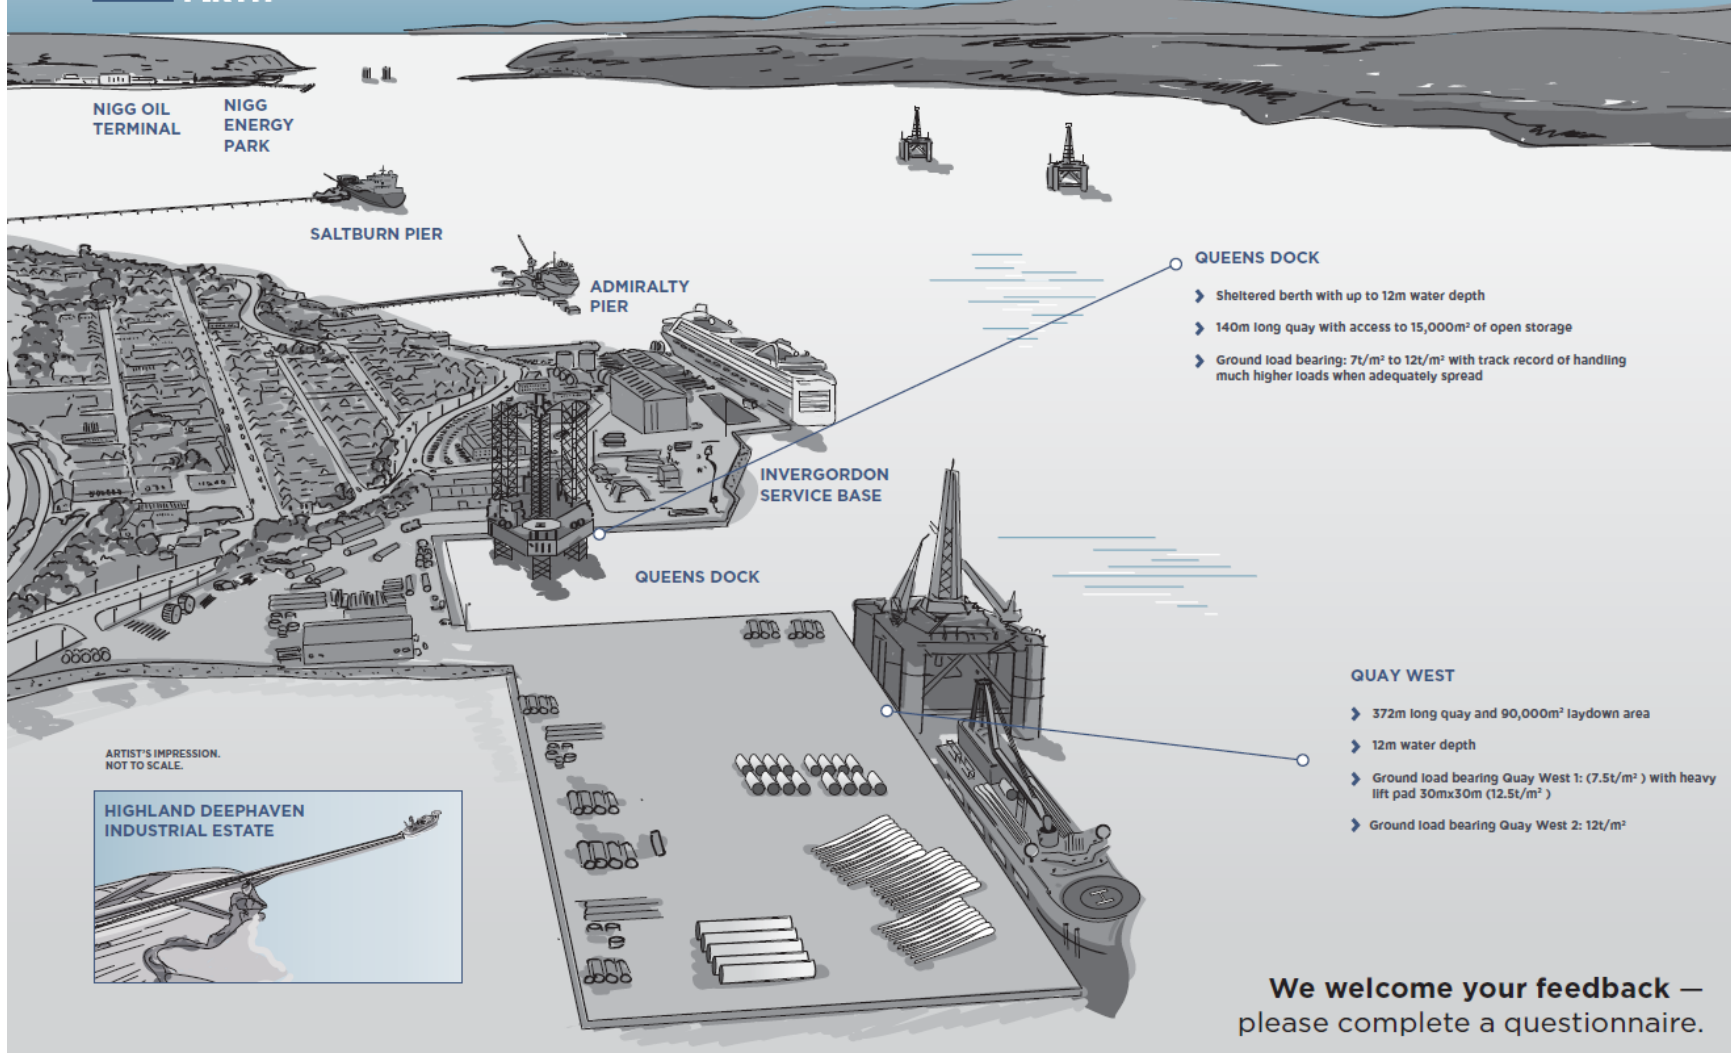 NIGG OIL
TERMINAL
NIGG
ENERGY
PARK
SALTBURN PIER
ADMIRALTY
PIER
QUEENS DOCK
Sheltered berth with up to 12m water depth
140m long quay with access to 15,000m² of open storage
Ground load bearing: 7t/m² to 12t/m² with track record of handling
much higher loads when adequately spread
INVERGORDON
SERVICE BASE
QUEENS DOCK
QUAY WEST
372m long quay and 90,000m² laydown area
12m water depth
Ground load bearing Quay West 1: (7.5t/m² ) with heavy
lift pad 30mx30m (12.5t/m² )
Ground load bearing Quay West 2: 12t/m²
ARTIST'S IMPRESSION.
NOT TO SCALE.
HIGHLAND DEEPHAVEN
INDUSTRIAL ESTATE
H
We welcome your feedback —
please complete a questionnaire.